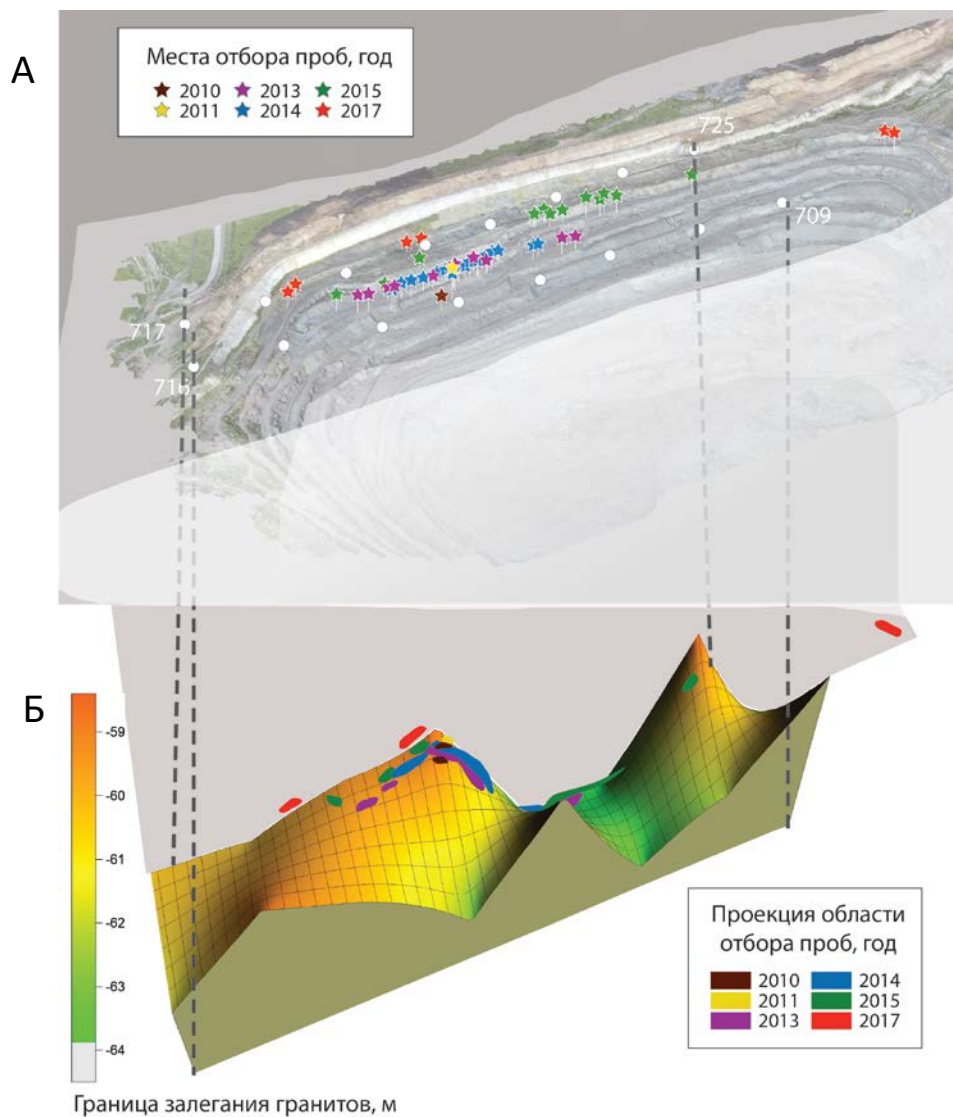 А
Места отбора проб, год
2010 2013 2015
2011 2014 2017
725
709
717
716
Б
-59
-60
-61
-62
-63
-64
Проекция области
отбора проб, год
2010 2014
2011 2015
2013 2017
Граница залегания гранитов, м